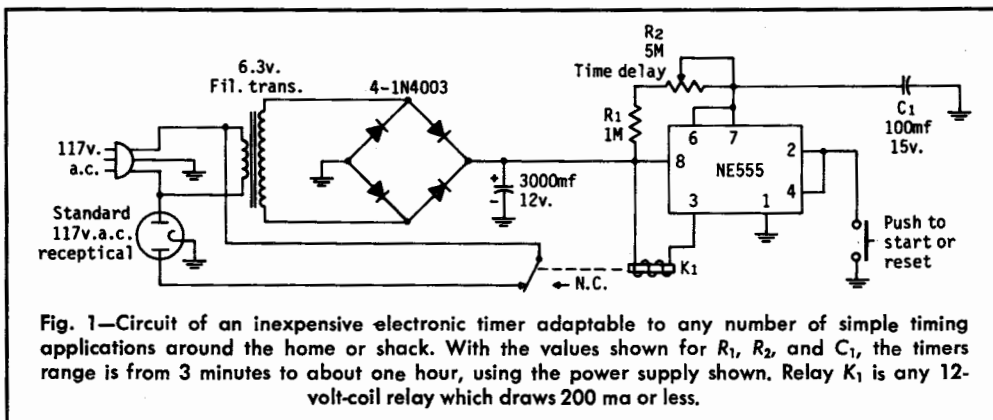 R2
5M
Time delay
6.3v.
Fil. trans.
4-1N4003
R1
1M
C1
100mf
15v.
117v.
a.c.
6
7
8
2
NE555
4
3
1
+
-
3000mf
12v.
Standard
117v.a.c.
receptical
Push to
start or
reset
K1
← N.C.
Fig. 1—Circuit of an inexpensive electronic timer adaptable to any number of simple timing
applications around the home or shack. With the values shown for R1, R2, and C1, the timers
range is from 3 minutes to about one hour, using the power supply shown. Relay K1 is any 12-
volt-coil relay which draws 200 ma or less.